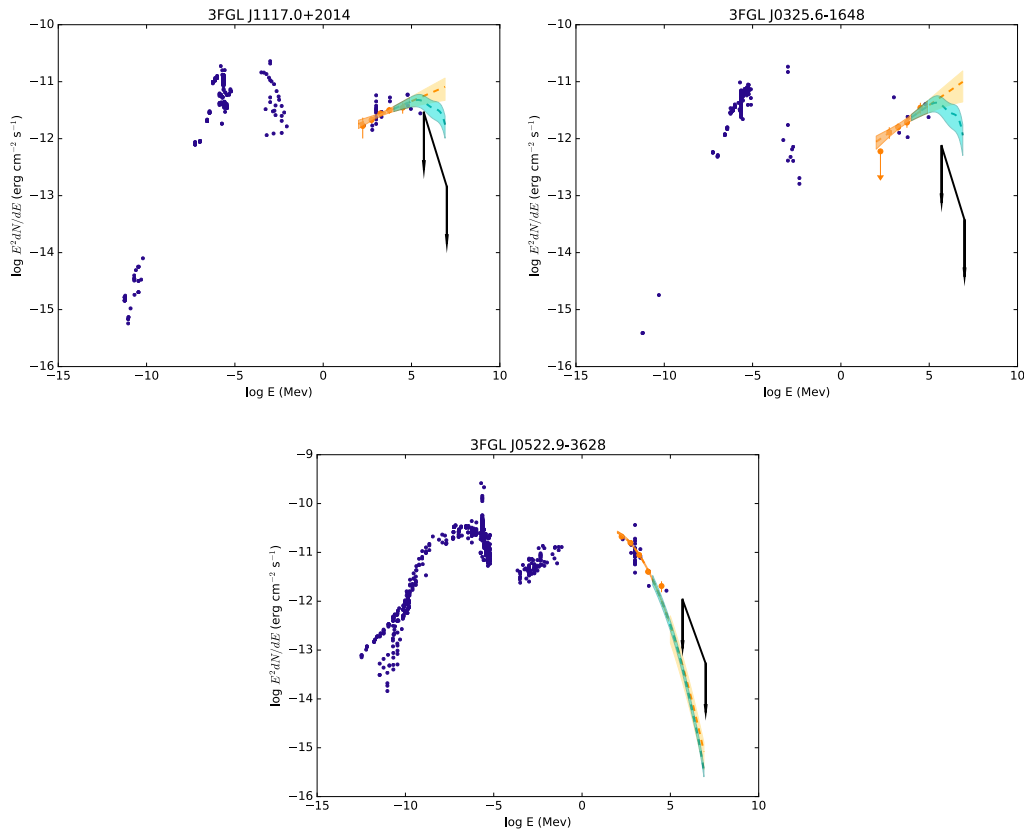 3FGL J1117.0+2014
−10
−11
−12
−13
−14
−15
−16
log E²dN/dE (erg cm⁻² s⁻¹)
−15 −10 −5 0 5 10
log E (Mev)
3FGL J0325.6-1648
−10
−11
−12
−13
−14
−15
−16
log E²dN/dE (erg cm⁻² s⁻¹)
−15 −10 −5 0 5 10
log E (Mev)
3FGL J0522.9-3628
−9
−10
−11
−12
−13
−14
−15
−16
log E²dN/dE (erg cm⁻² s⁻¹)
−15 −10 −5 0 5 10
log E (Mev)